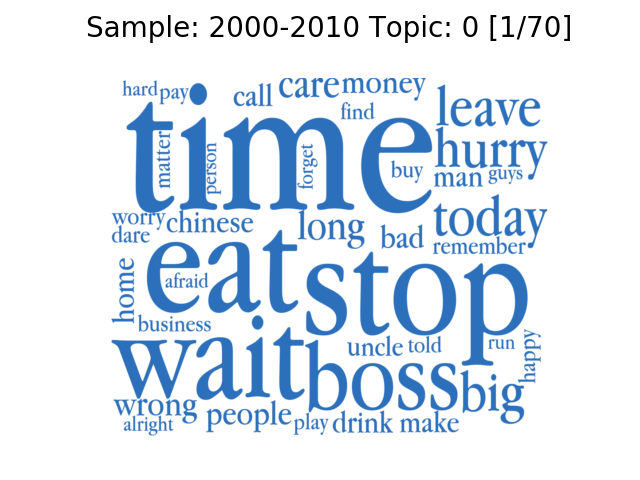 Sample: 2000-2010 Topic: 0 [1/70]
hard pay call care money
find leave
time
matter person forget
hurry
buy man guys
worry chinese long bad today
dare remember
eat stop
home afraid
business
wait uncle told run happy
boss big
wrong people play drink make
alright